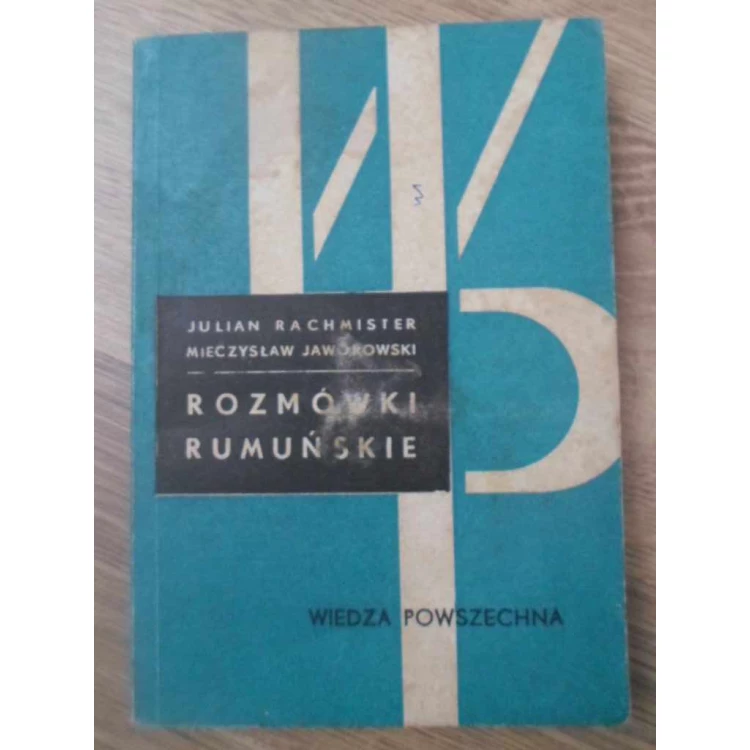 JULIAN RACHMISTER
MIECZYSŁAW JAWOROWSKI
ROZMÓWKI
RUMUŃSKIE
WIEDZA POWSZECHNA